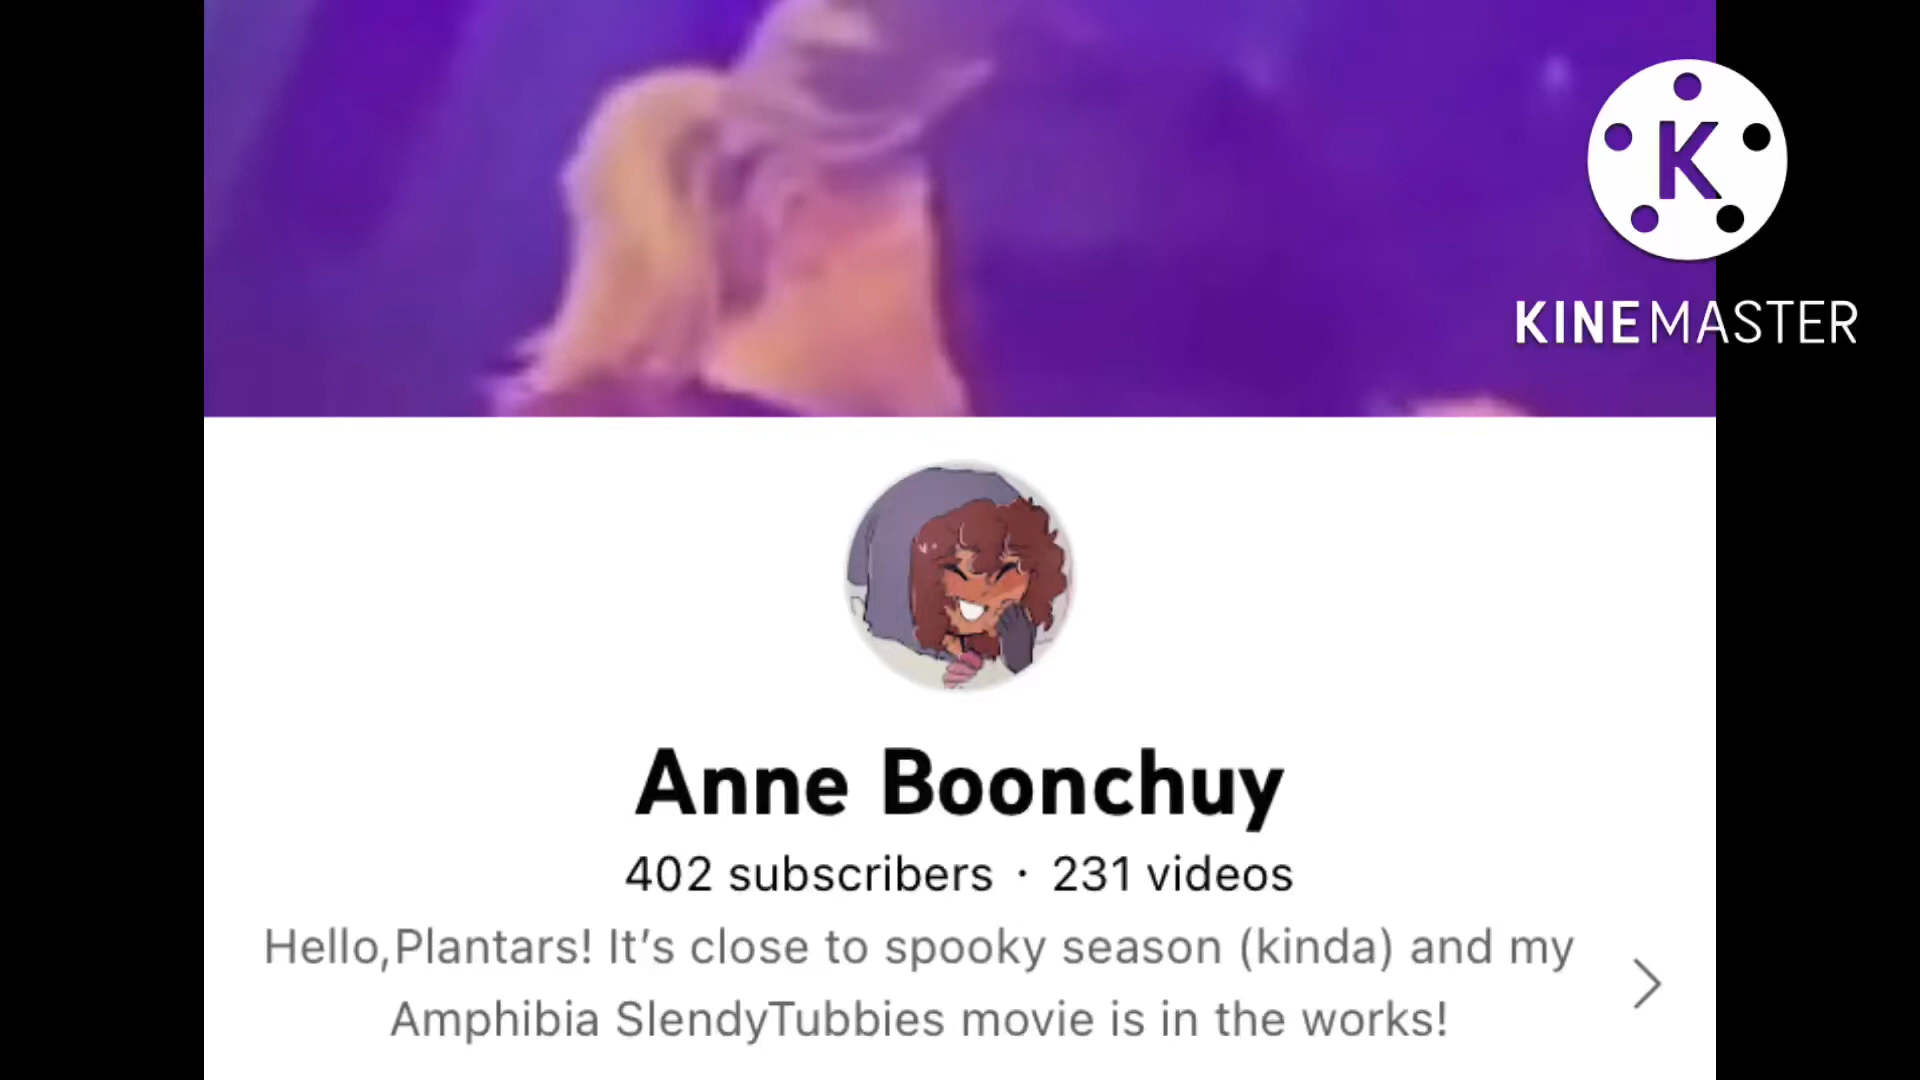 K
KINEMASTER
Anne Boonchuy
402 subscribers · 231 videos
Hello,Plantars! It’s close to spooky season (kinda) and my
Amphibia SlendyTubbies movie is in the works!